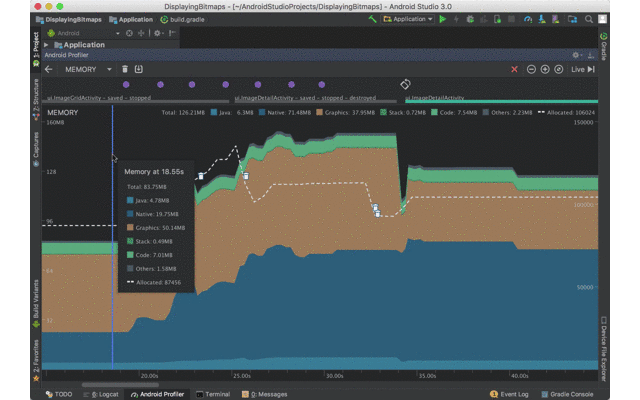 DisplayingBitmaps - [~/AndroidStudioProjects/DisplayingBitmaps] - Android Studio 3.0
DisplayingBitmaps Application build.gradle Application
Android
Application
Android Profiler
MEMORY Live
ui.ImageGridActivity - saved - stopped ui.ImageDetailActivity - saved - stopped - destroyed ui.ImageDetailActivity
MEMORY Total: 126.21MB Java: 6.3MB Native: 71.48MB Graphics: 37.95MB Stack: 0.72MB Code: 7.54MB Others: 2.23MB Allocated: 106024
160MB 150000
128
Memory at 18.55s
Total: 83.75MB
Java: 4.78MB
Native: 19.75MB
96 100000
Graphics: 50.14MB
Stack: 0.49MB
Code: 7.01MB
64
Others: 1.58MB
Allocated: 87456
50000
32
20.00s 25.00s 30.00s 35.00s 40.00s
1: Project
Z: Structure
Captures
Build Variants
2: Favorites
Gradle
Device File Explorer
TODO 6: Logcat Android Profiler Terminal 0: Messages Event Log Gradle Console